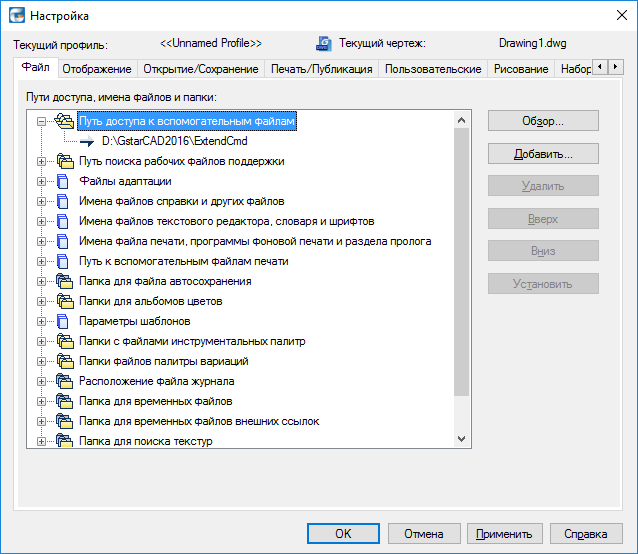 Настройка
Текущий профиль: <<Unnamed Profile>> Текущий чертеж: Drawing1.dwg
Файл Отображение Открытие/Сохранение Печать/Публикация Пользовательские Рисование Набор
Пути доступа, имена файлов и папки:
Путь доступа к вспомогательным файлам
D:\GstarCAD2016\ExtendCmd
Путь поиска рабочих файлов поддержки
Файлы адаптации
Имена файлов справки и других файлов
Имена файлов текстового редактора, словаря и шрифтов
Имена файла печати, программы фоновой печати и раздела пролога
Путь к вспомогательным файлам печати
Папка для файла автосохранения
Папки для альбомов цветов
Параметры шаблонов
Папки с файлами инструментальных палитр
Папки файлов палитры вариаций
Расположение файла журнала
Папка для временных файлов
Папка для временных файлов внешних ссылок
Папка для поиска текстур
Обзор...
Добавить...
Удалить
Вверх
Вниз
Установить
OK Отмена Применить Справка